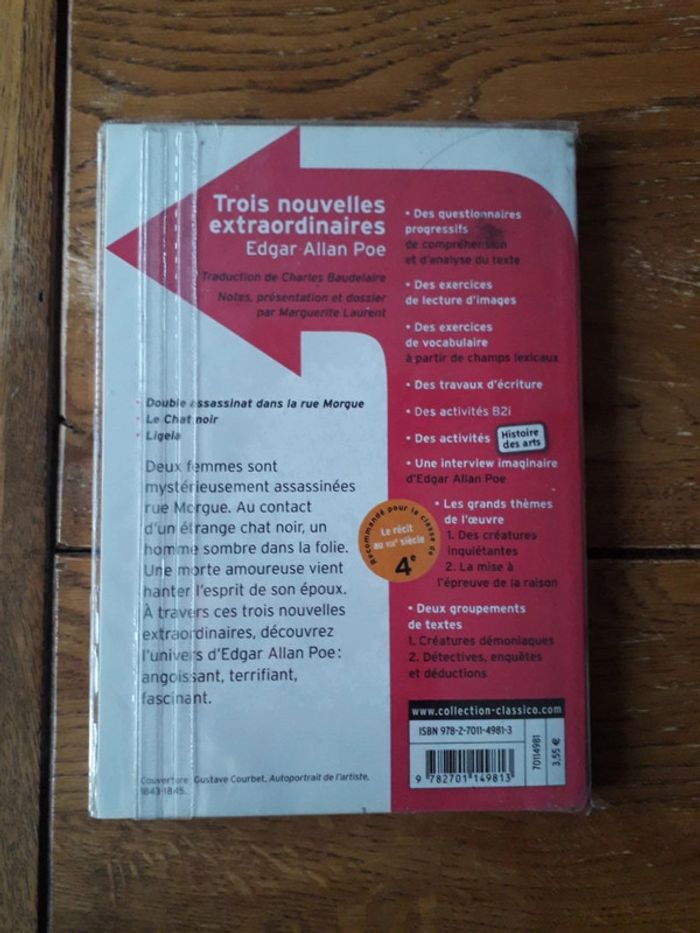 Trois nouvelles
extraordinaires
Edgar Allan Poe
Traduction de Charles Baudelaire
Notes, présentation et dossier
par Marguerite Laurent
• Double assassinat dans la rue Morgue
• Le Chat noir
• Ligeia
Deux femmes sont
mystérieusement assassinées
rue Morgue. Au contact
d'un étrange chat noir, un
homme sombre dans la folie.
Une morte amoureuse vient
hanter l'esprit de son époux.
À travers ces trois nouvelles
extraordinaires, découvrez
l'univers d'Edgar Allan Poe :
angoissant, terrifiant,
fascinant.
Couverture : Gustave Courbet, Autoportrait de l'artiste,
1843-1845.
• Des questionnaires
progressifs
de compréhension
et d'analyse du texte
• Des exercices
de lecture d'images
• Des exercices
de vocabulaire
à partir de champs lexicaux
• Des travaux d'écriture
• Des activités B2i
• Des activités Histoire des arts
• Une interview imaginaire
d'Edgar Allan Poe
Recommandé pour la classe de
Le récit
au XIXe siècle
4e
• Les grands thèmes
de l'œuvre
1. Des créatures
inquiétantes
2. La mise à
l'épreuve de la raison
• Deux groupements
de textes
1. Créatures démoniaques
2. Détectives, enquêtes
et déductions
www.collection-classico.com
ISBN 978-2-7011-4981-3
9 782701 149813
70114981
3,55 €